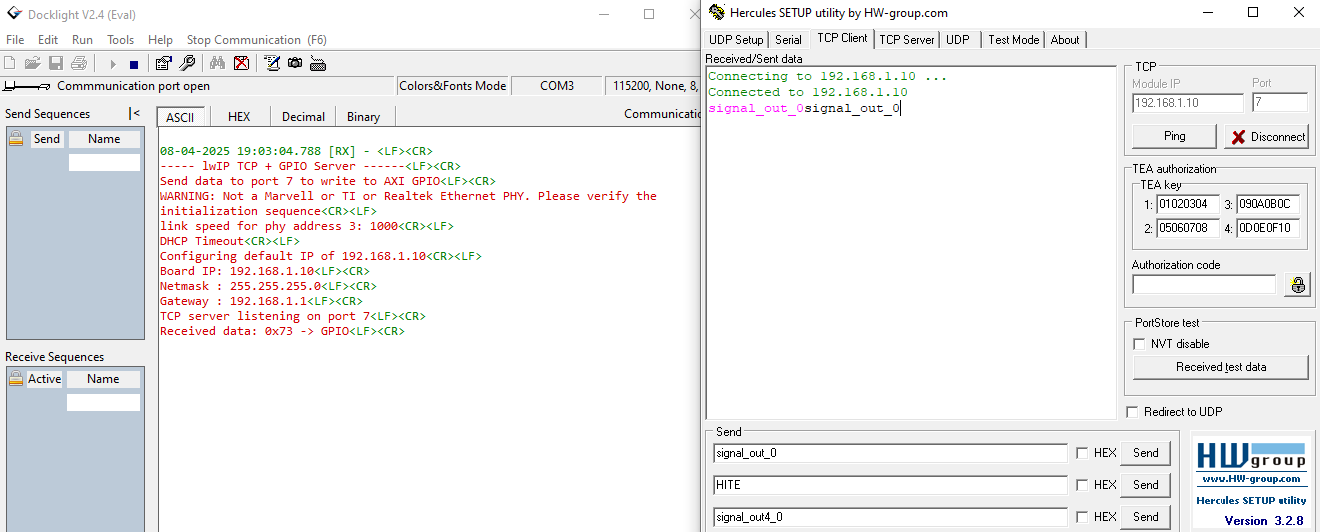 Docklight V2.4 (Eval)
File Edit Run Tools Help Stop Communication (F6)
Commmunication port open
Colors&Fonts Mode
COM3
115200, None, 8,
Send Sequences
Send Name
Receive Sequences
Active Name
ASCII HEX Decimal Binary
Communicatio
08-04-2025 19:03:04.788 [RX] - <LF><CR>
----- lwIP TCP + GPIO Server ------<LF><CR>
Send data to port 7 to write to AXI GPIO<LF><CR>
WARNING: Not a Marvell or TI or Realtek Ethernet PHY. Please verify the
initialization sequence<CR><LF>
link speed for phy address 3: 1000<CR><LF>
DHCP Timeout<CR><LF>
Configuring default IP of 192.168.1.10<CR><LF>
Board IP: 192.168.1.10<LF><CR>
Netmask : 255.255.255.0<LF><CR>
Gateway : 192.168.1.1<LF><CR>
TCP server listening on port 7<LF><CR>
Received data: 0x73 -> GPIO<LF><CR>
Hercules SETUP utility by HW-group.com
UDP Setup Serial TCP Client TCP Server UDP Test Mode About
Received/Sent data
Connecting to 192.168.1.10 ...
Connected to 192.168.1.10
signal_out_0signal_out_0
TCP
Module IP Port
192.168.1.10 7
Ping Disconnect
TEA authorization
TEA key
1: 01020304 3: 090A0B0C
2: 05060708 4: 0D0E0F10
Authorization code
PortStore test
NVT disable
Received test data
Redirect to UDP
Send
signal_out_0 HEX Send
HITE HEX Send
signal_out4_0 HEX Send
HWgroup
www.HW-group.com
Hercules SETUP utility
Version 3.2.8